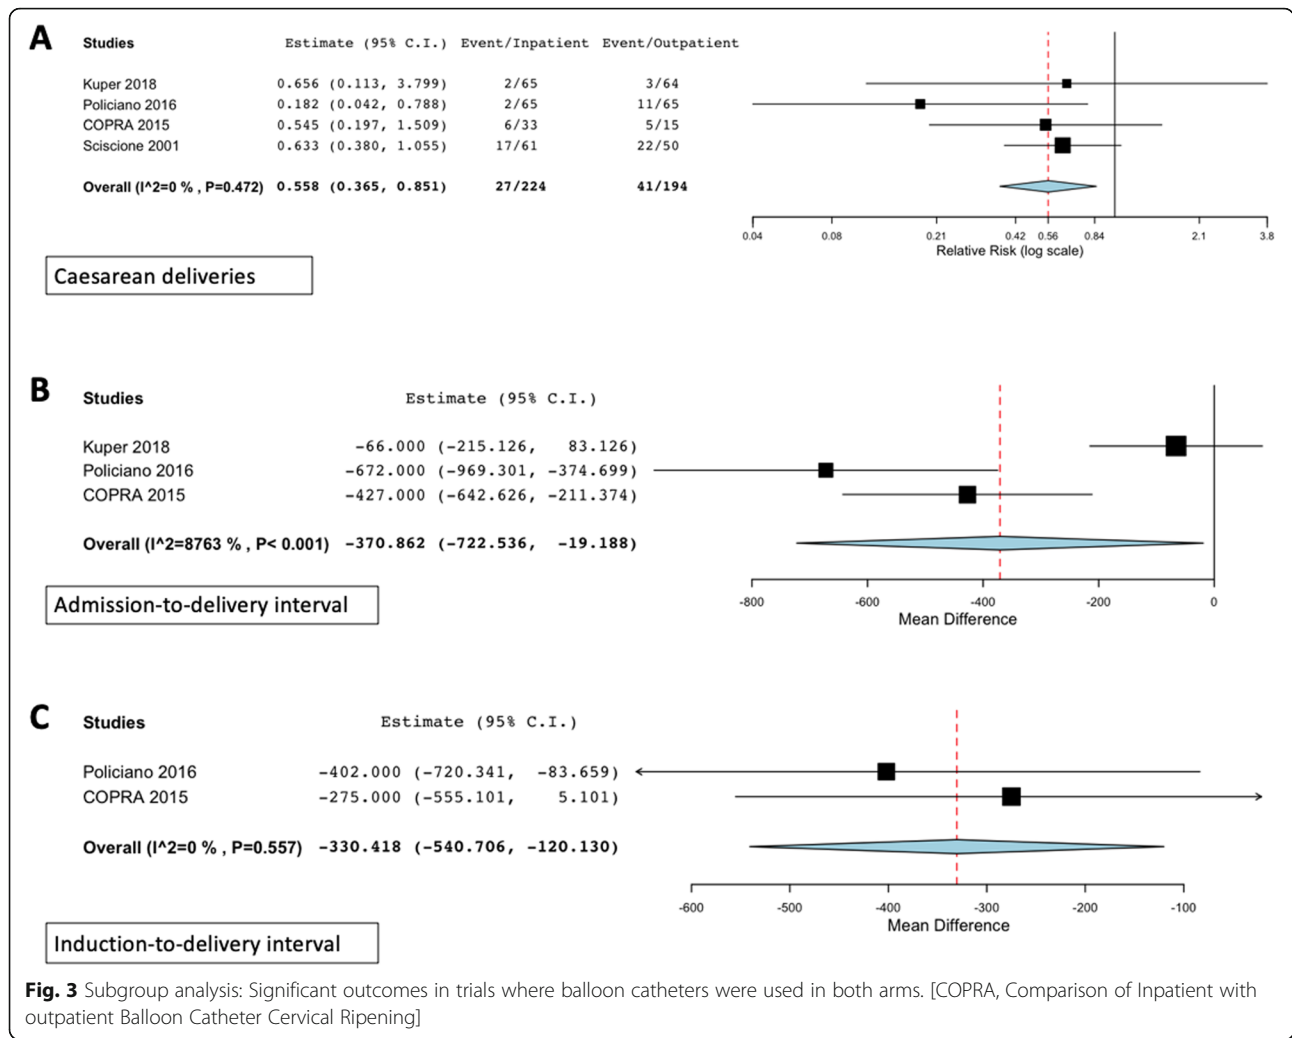 A
Studies Estimate (95% C.I.) Event/Inpatient Event/Outpatient
Kuper 2018 0.656 (0.113, 3.799) 2/65 3/64
Policiano 2016 0.182 (0.042, 0.788) 2/65 11/65
COPRA 2015 0.545 (0.197, 1.509) 6/33 5/15
Sciscione 2001 0.633 (0.380, 1.055) 17/61 22/50
Overall (I^2=0 % , P=0.472) 0.558 (0.365, 0.851) 27/224 41/194
0.04 0.08 0.21 0.42 0.56 0.84 2.1 3.8
Relative Risk (log scale)
Caesarean deliveries
B
Studies Estimate (95% C.I.)
Kuper 2018 -66.000 (-215.126, 83.126)
Policiano 2016 -672.000 (-969.301, -374.699)
COPRA 2015 -427.000 (-642.626, -211.374)
Overall (I^2=8763 % , P< 0.001) -370.862 (-722.536, -19.188)
-800 -600 -400 -200 0
Mean Difference
Admission-to-delivery interval
C
Studies Estimate (95% C.I.)
Policiano 2016 -402.000 (-720.341, -83.659)
COPRA 2015 -275.000 (-555.101, 5.101)
Overall (I^2=0 % , P=0.557) -330.418 (-540.706, -120.130)
-600 -500 -400 -300 -200 -100
Mean Difference
Induction-to-delivery interval
Fig. 3 Subgroup analysis: Significant outcomes in trials where balloon catheters were used in both arms. [COPRA, Comparison of Inpatient with
outpatient Balloon Catheter Cervical Ripening]